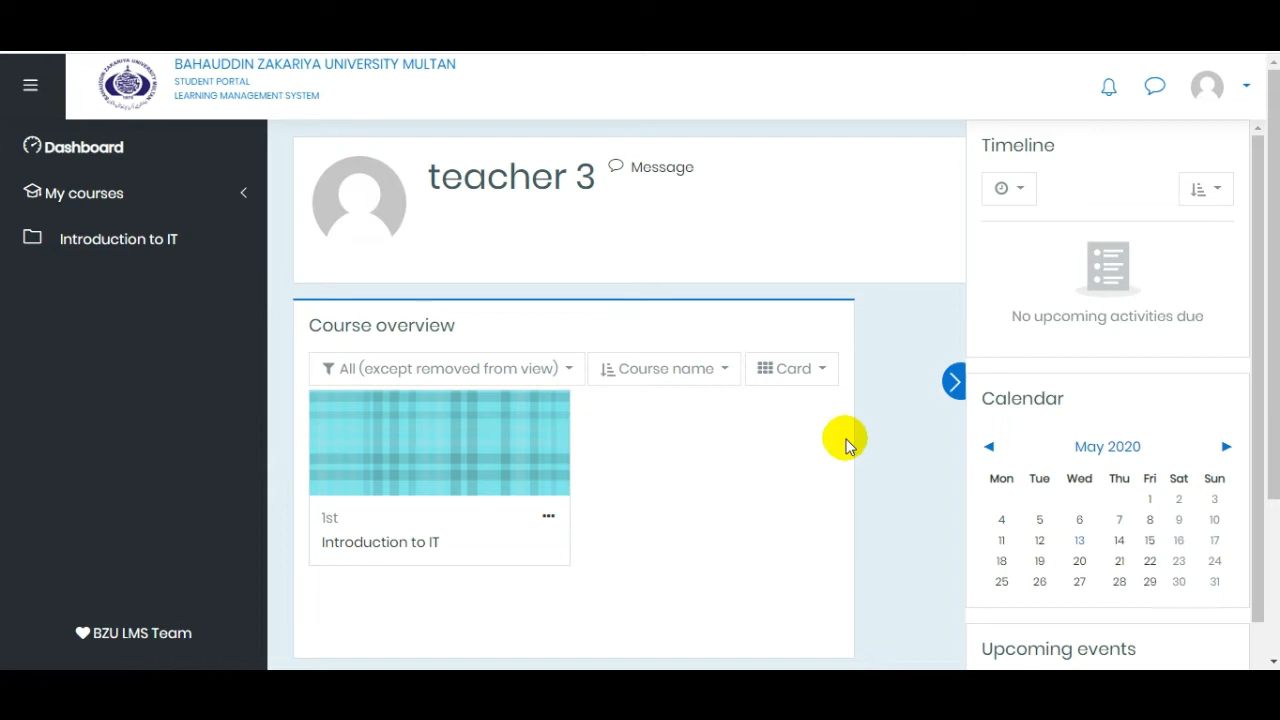 BAHAUDDIN ZAKARIYA UNIVERSITY MULTAN
STUDENT PORTAL
LEARNING MANAGEMENT SYSTEM
Dashboard
My courses
Introduction to IT
BZU LMS Team
teacher 3
Message
Course overview
All (except removed from view)
Course name
Card
1st
Introduction to IT
Timeline
No upcoming activities due
Calendar
May 2020
Mon Tue Wed Thu Fri Sat Sun
1 2 3
4 5 6 7 8 9 10
11 12 13 14 15 16 17
18 19 20 21 22 23 24
25 26 27 28 29 30 31
Upcoming events